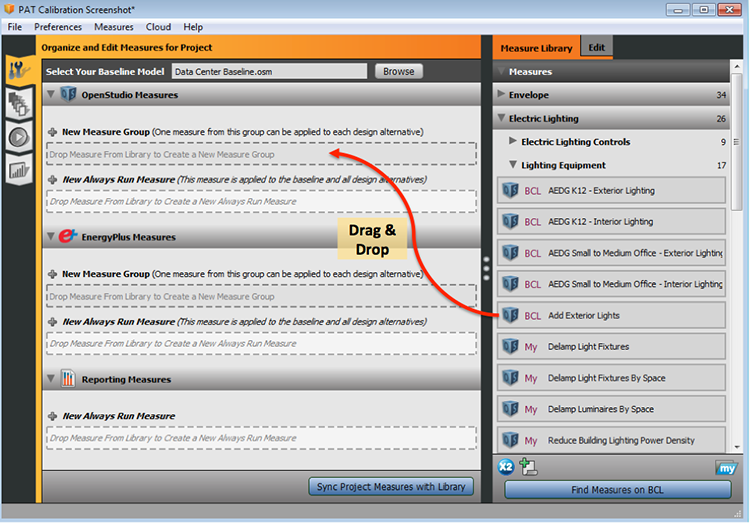 PAT Calibration Screenshot*
File Preferences Measures Cloud Help
Organize and Edit Measures for Project
Select Your Baseline Model Data Center Baseline.osm Browse
OpenStudio Measures
New Measure Group (One measure from this group can be applied to each design alternative)
Drop Measure From Library to Create a New Measure Group
New Always Run Measure (This measure is applied to the baseline and all design alternatives)
Drop Measure From Library to Create a New Always Run Measure
Drag &
Drop
EnergyPlus Measures
New Measure Group (One measure from this group can be applied to each design alternative)
Drop Measure From Library to Create a New Measure Group
New Always Run Measure (This measure is applied to the baseline and all design alternatives)
Drop Measure From Library to Create a New Always Run Measure
Reporting Measures
New Always Run Measure
Drop Measure From Library to Create a New Always Run Measure
Sync Project Measures with Library
Measure Library Edit
Measures
Envelope 34
Electric Lighting 26
Electric Lighting Controls 9
Lighting Equipment 17
BCL AEDG K12 - Exterior Lighting
BCL AEDG K12 - Interior Lighting
BCL AEDG Small to Medium Office - Exterior Lighting
BCL AEDG Small to Medium Office - Interior Lighting
BCL Add Exterior Lights
My Delamp Light Fixtures
My Delamp Light Fixtures By Space
My Delamp Luminaires By Space
My Reduce Building Lighting Power Density
X2 my
Find Measures on BCL